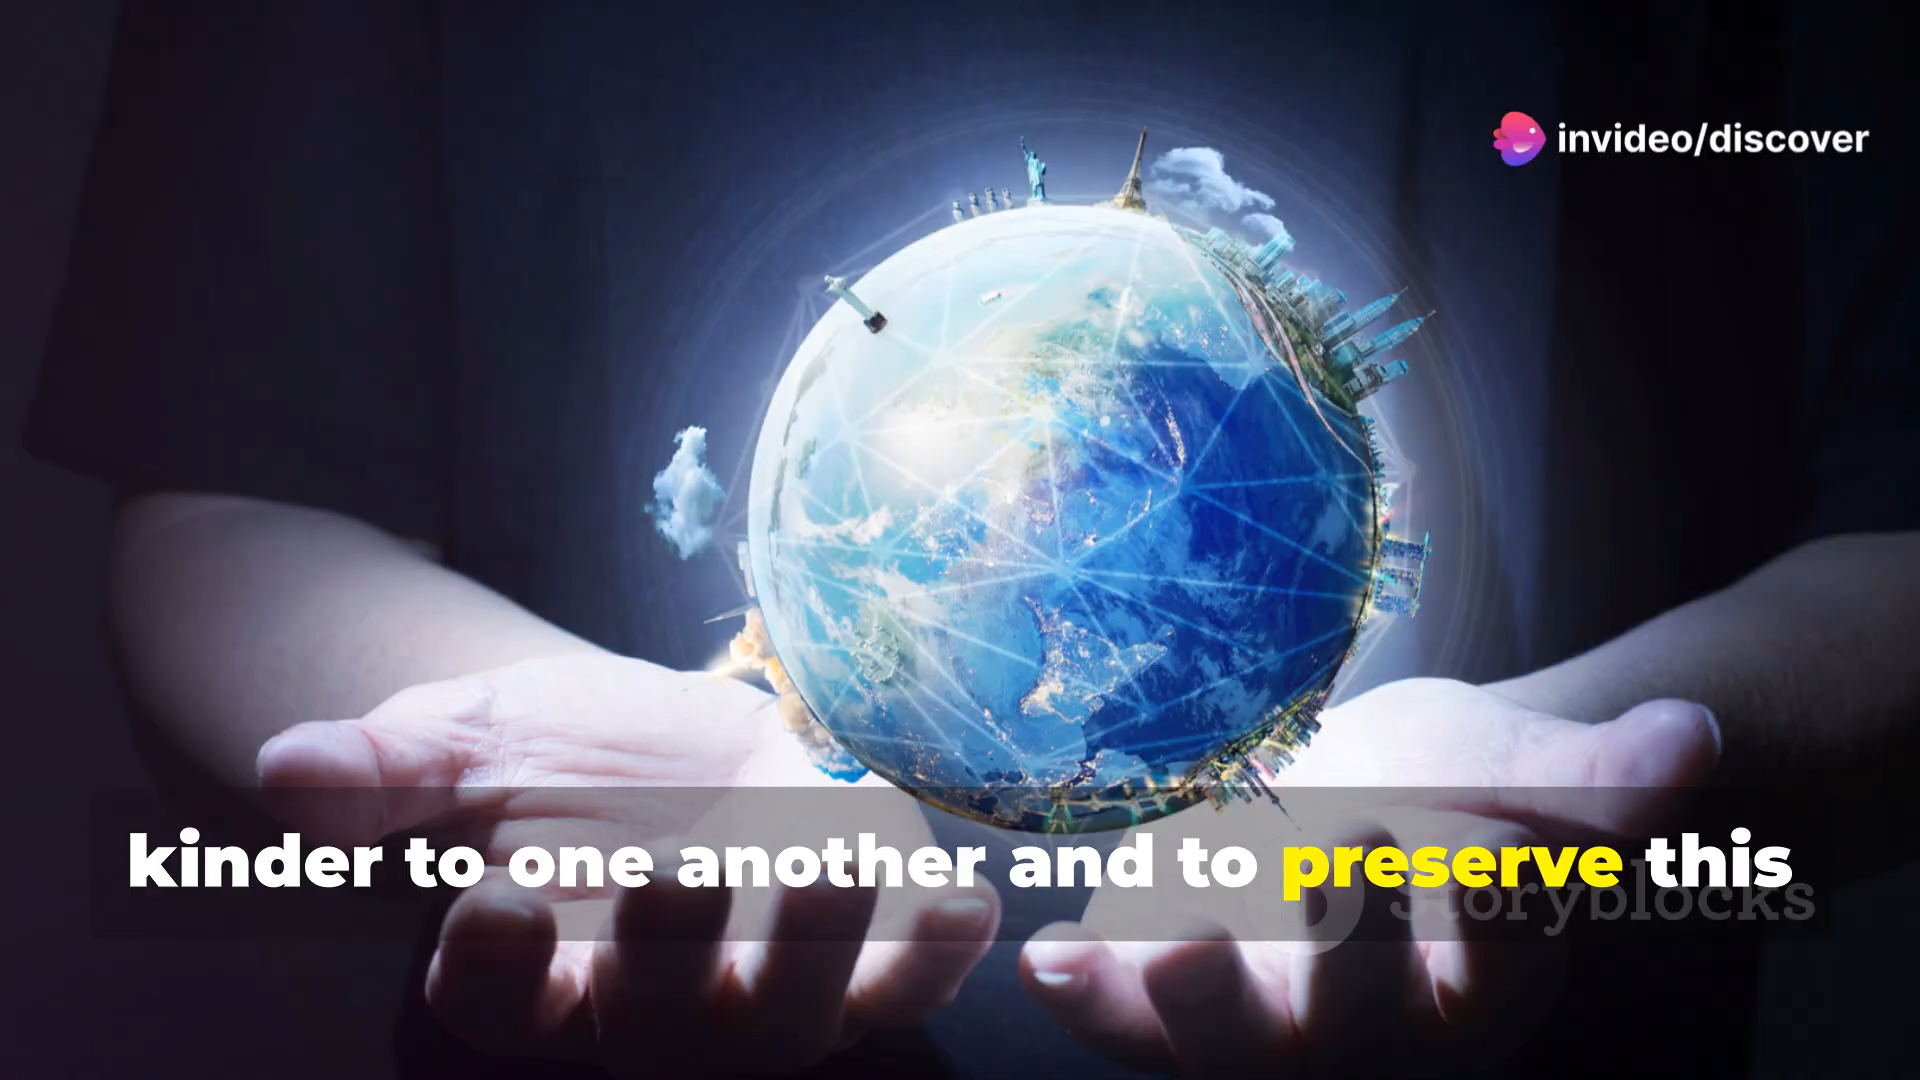 invideo/discover
kinder to one another and to preserve this
Storyblocks